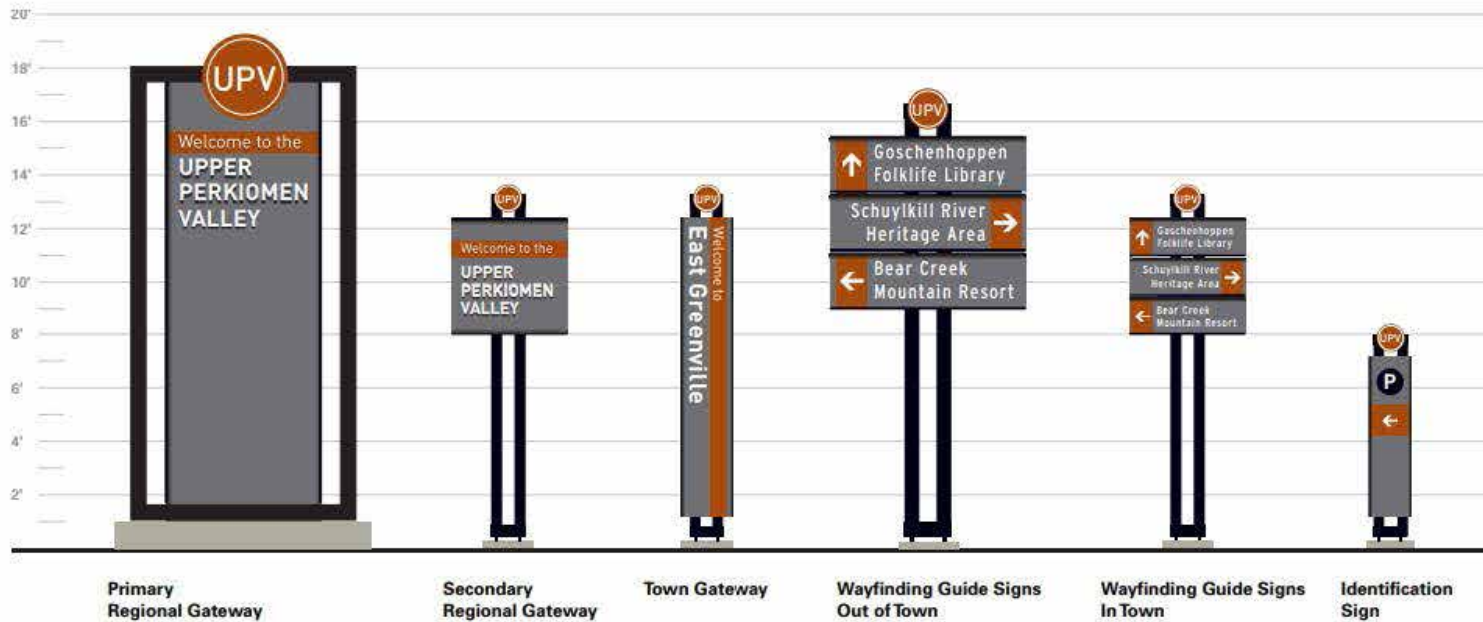 20'
18'
16'
14'
12'
10'
8'
6'
4'
2'
UPV
Welcome to the
UPPER
PERKIOMEN
VALLEY
UPV
Welcome to the
UPPER
PERKIOMEN
VALLEY
UPV
Welcome to
East Greenville
UPV
Goschenhoppen
Folklife Library
Schuylkill River
Heritage Area
Bear Creek
Mountain Resort
UPV
Goschenhoppen
Folklife Library
Schuylkill River
Heritage Area
Bear Creek
Mountain Resort
UPV
P
Primary
Regional Gateway
Secondary
Regional Gateway
Town Gateway
Wayfinding Guide Signs
Out of Town
Wayfinding Guide Signs
In Town
Identification
Sign